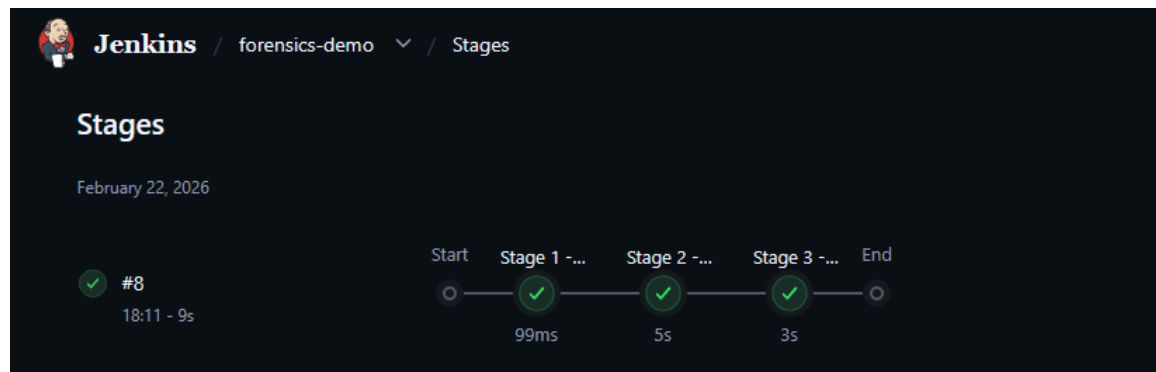 Jenkins / forensics-demo / Stages
Stages
February 22, 2026
Start Stage 1 -... Stage 2 -... Stage 3 -... End
#8
18:11 - 9s
99ms 5s 3s